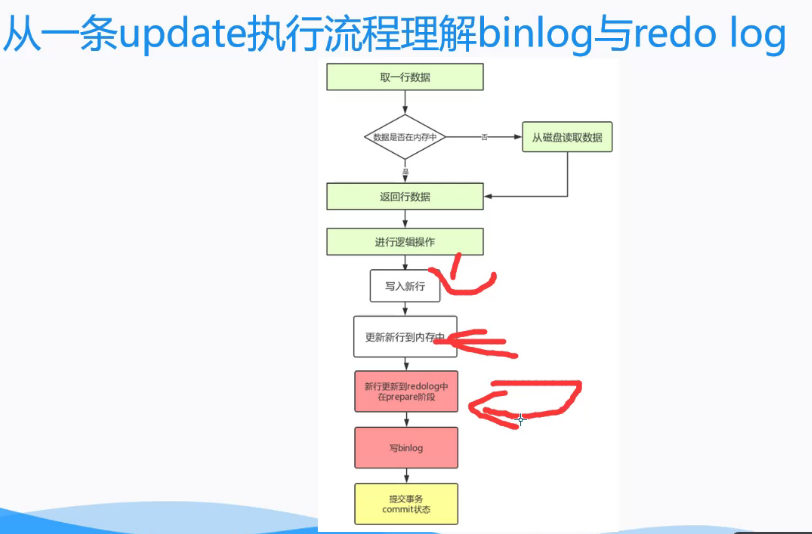 从一条update执行流程理解binlog与redo log
取一行数据
数据是否在内存中
否
从磁盘读取数据
是
返回行数据
进行逻辑操作
写入新行
更新新行到内存中
新行更新到redolog中
在prepare阶段
写binlog
提交事务
commit状态